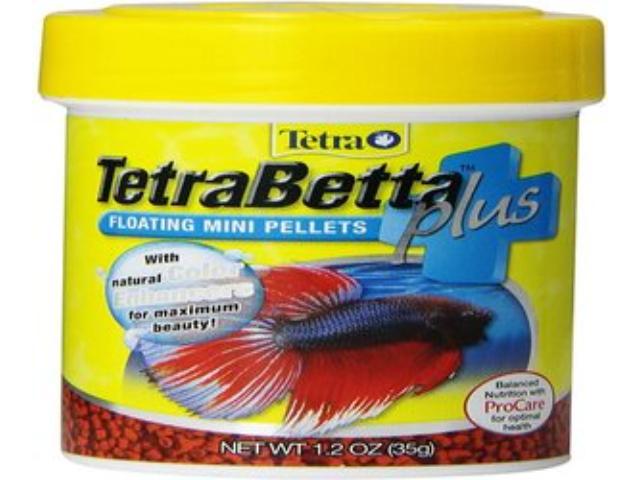 Tetra
TetraBetta™
plus
FLOATING MINI PELLETS
With
natural Color
Enhancers
for maximum
beauty!
Balanced
Nutrition with
ProCare
for optimal
health
NET WT 1.2 OZ (35g)